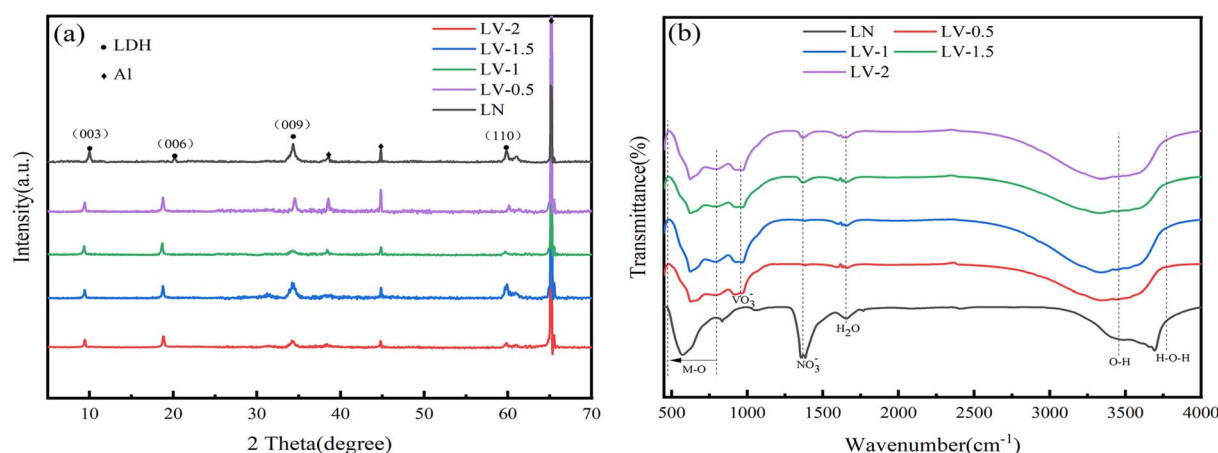 (a)
LDH
Al
LV-2
LV-1.5
LV-1
LV-0.5
LN
(003)
(006)
(009)
(110)
Intensity(a.u.)
10 20 30 40 50 60 70
2 Theta(degree)
(b)
LN LV-0.5
LV-1 LV-1.5
LV-2
Transmittance(%)
VO₃⁻
H₂O
M-O
NO₃⁻
O-H
H-O-H
500 1000 1500 2000 2500 3000 3500 4000
Wavenumber(cm⁻¹)